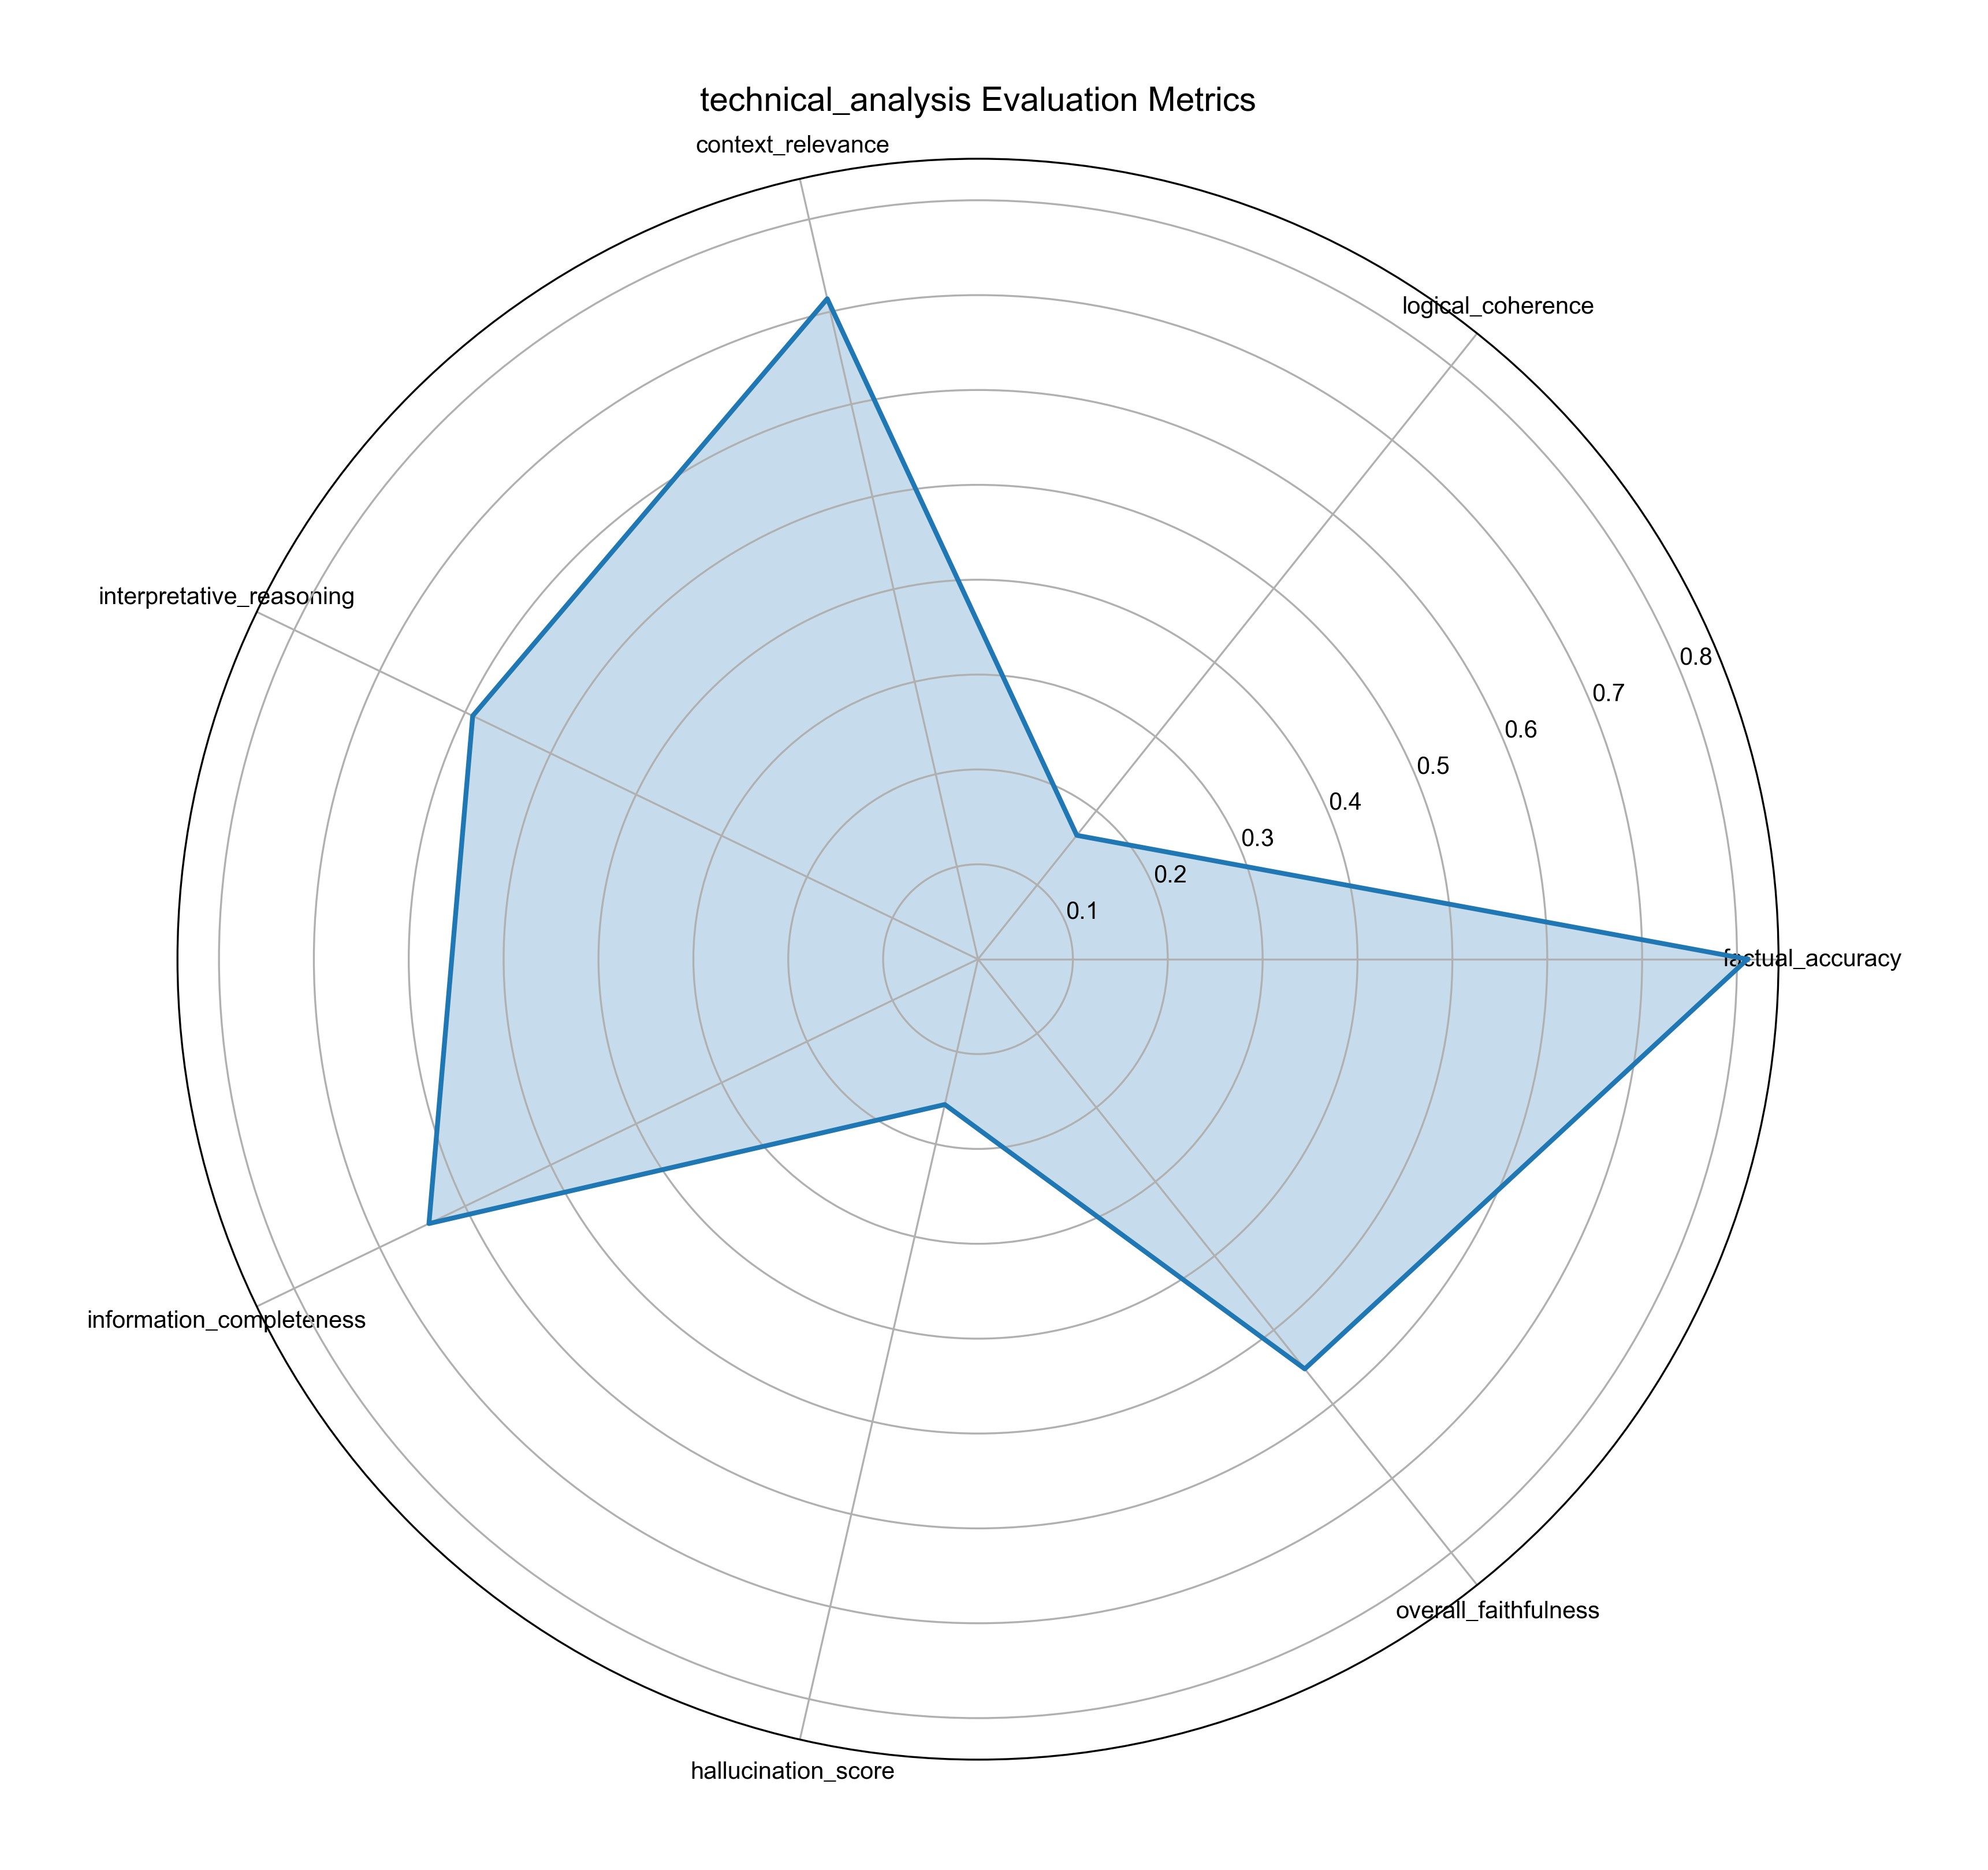 technical_analysis Evaluation Metrics
context_relevance
logical_coherence
interpretative_reasoning
0.8
0.7
0.6
0.5
0.4
0.3
0.2
0.1
factual_accuracy
information_completeness
overall_faithfulness
hallucination_score